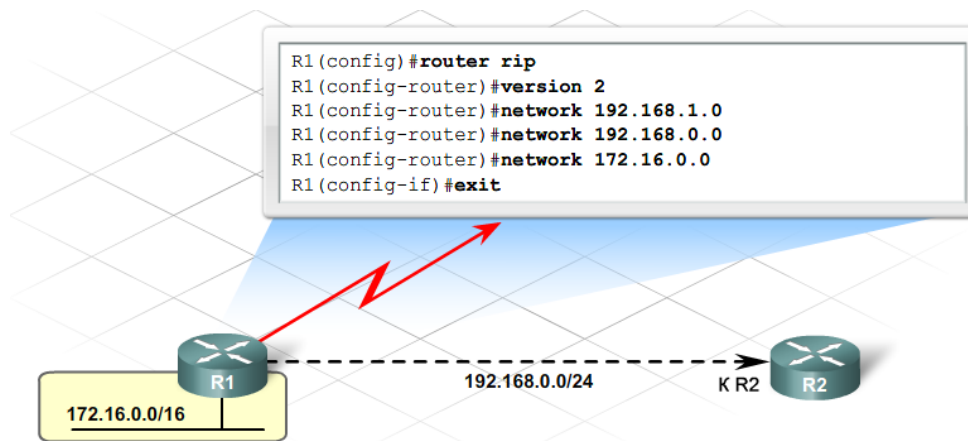 R1(config)#router rip
R1(config-router)#version 2
R1(config-router)#network 192.168.1.0
R1(config-router)#network 192.168.0.0
R1(config-router)#network 172.16.0.0
R1(config-if)#exit
R1
192.168.0.0/24
К R2
R2
172.16.0.0/16